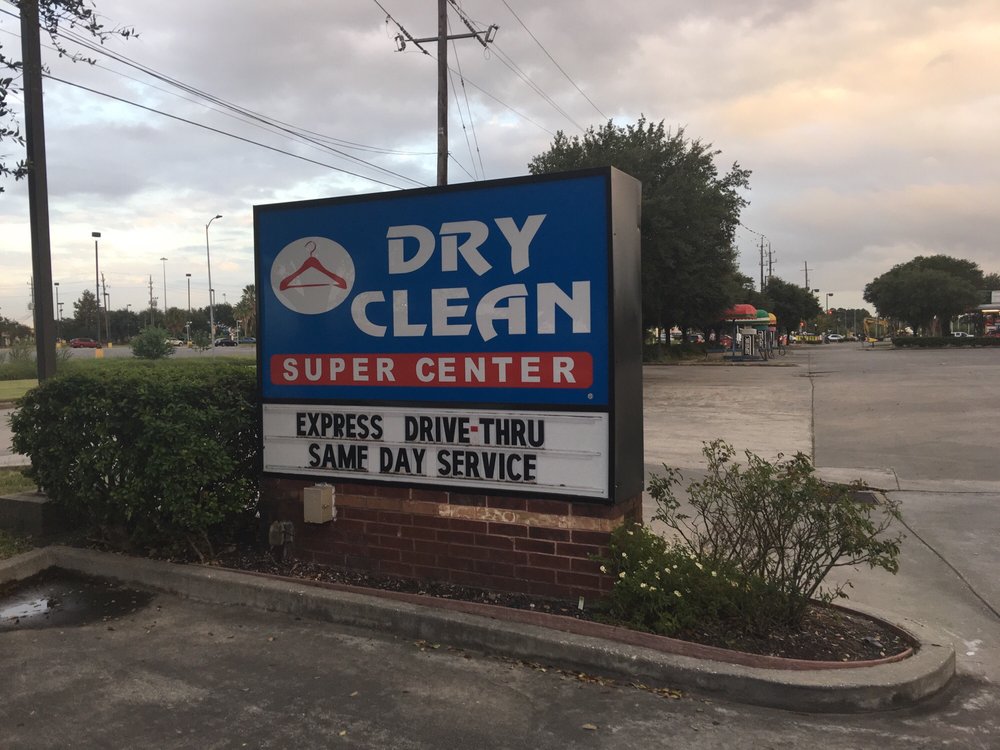 DRY
CLEAN
SUPER CENTER
EXPRESS DRIVE-THRU
SAME DAY SERVICE